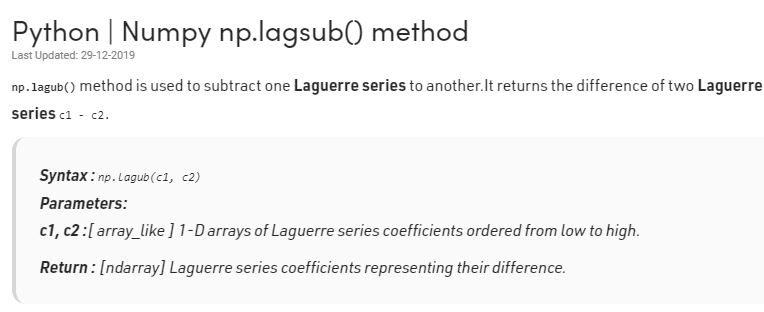 Python | Numpy np.lagsub() method
Last Updated: 29-12-2019
np.lagub() method is used to subtract one Laguerre series to another.It returns the difference of two Laguerre
series c1 - c2.
Syntax : np.Lagub(c1, c2)
Parameters:
c1, c2 :[ array_like ] 1-D arrays of Laguerre series coefficients ordered from low to high.
Return : [ndarray] Laguerre series coefficients representing their difference.